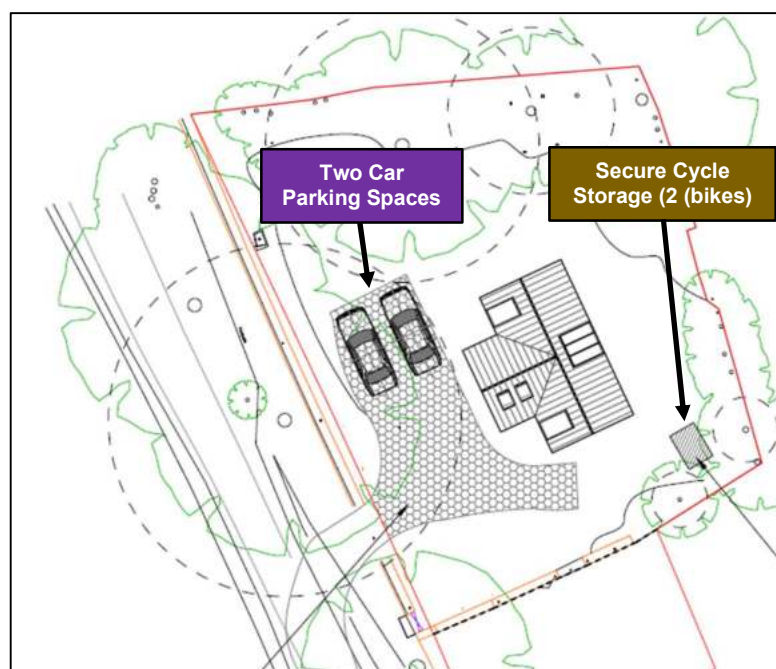 Two Car
Parking Spaces
Secure Cycle
Storage (2 (bikes)